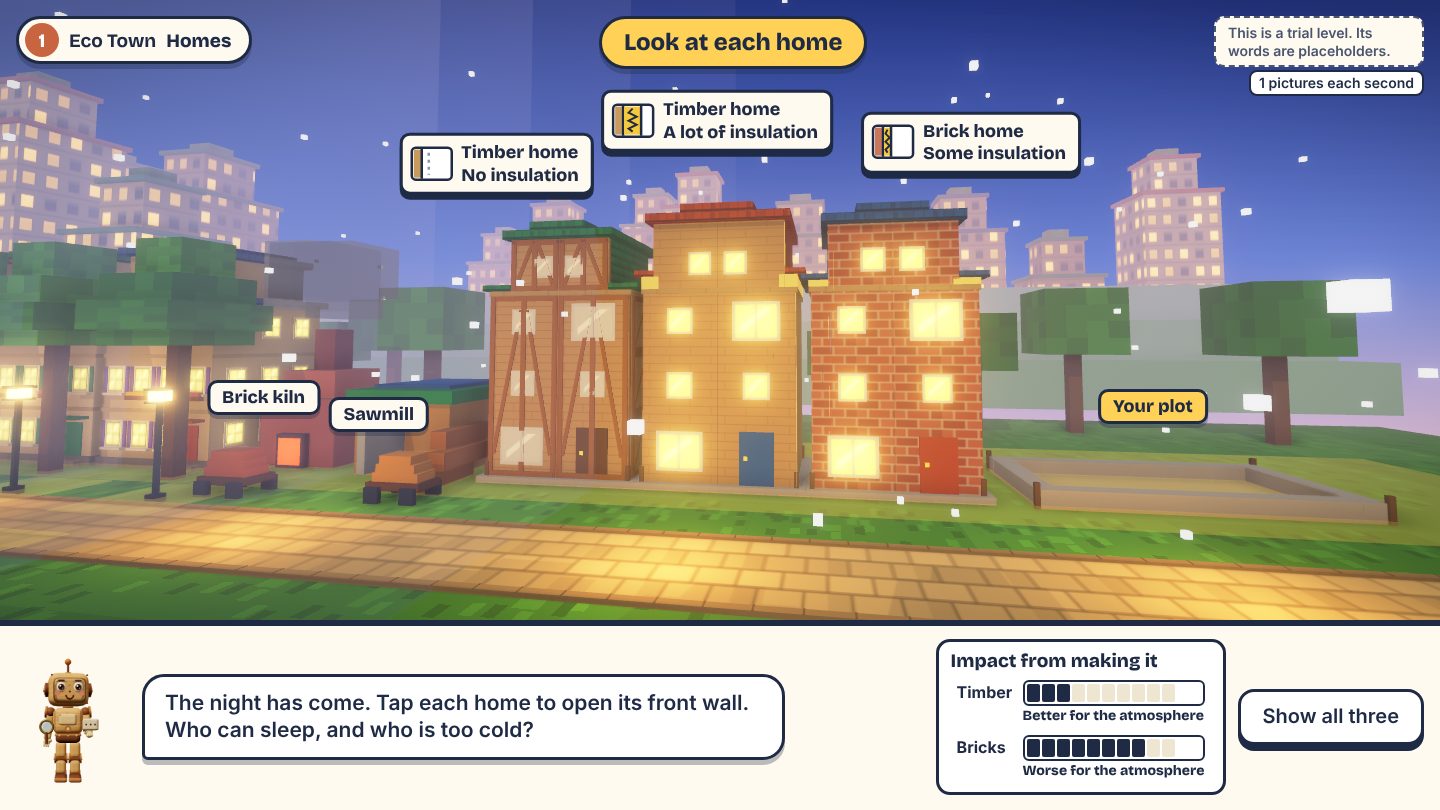 1 Eco Town Homes
Look at each home
This is a trial level. Its
words are placeholders.
1 pictures each second
Timber home
No insulation
Timber home
A lot of insulation
Brick home
Some insulation
Brick kiln
Sawmill
Your plot
The night has come. Tap each home to open its front wall.
Who can sleep, and who is too cold?
Impact from making it
Timber
Better for the atmosphere
Bricks
Worse for the atmosphere
Show all three